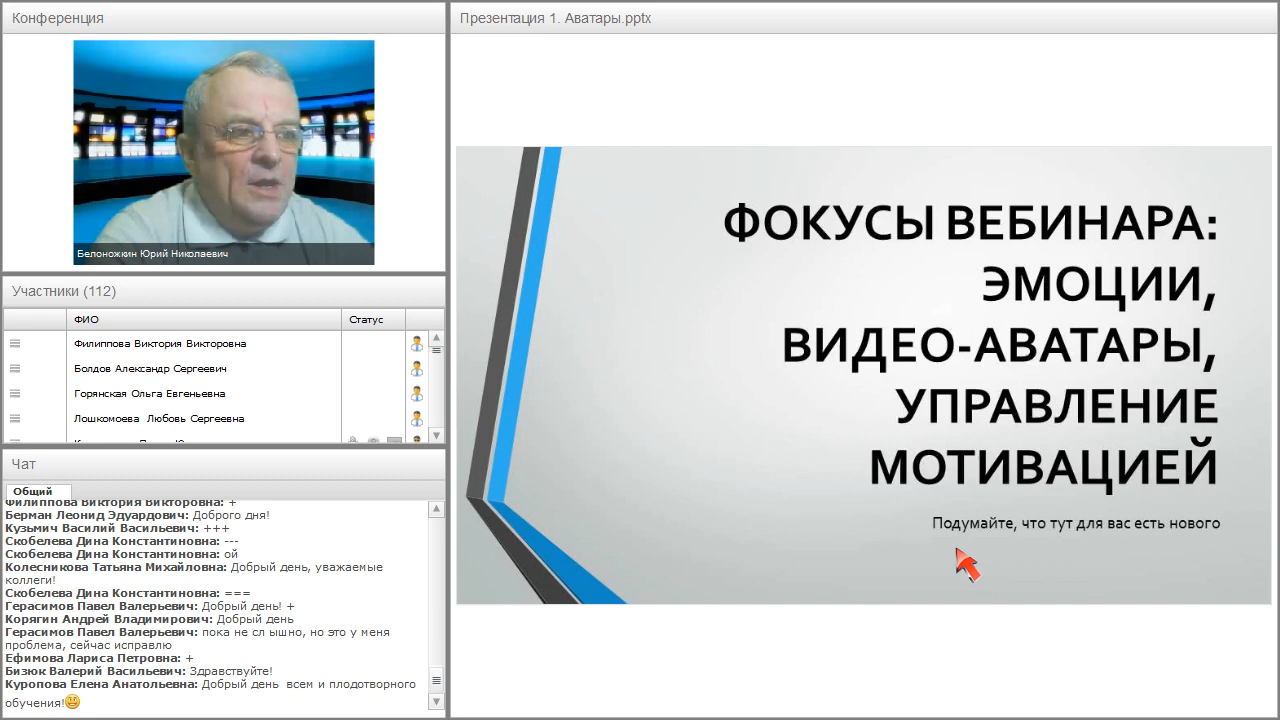 Конференция
Белоножкин Юрий Николаевич
Участники (112)
ФИО
Статус
Филиппова Виктория Викторовна
Болдов Александр Сергеевич
Горянская Ольга Евгеньевна
Лошкомоева Любовь Сергеевна
Чат
Общий
Филиппова Виктория Викторовна: +
Берман Леонид Эдуардович: Доброго дня!
Кузьмич Василий Васильевич: +++
Скобелева Дина Константиновна: ---
Скобелева Дина Константиновна: ой
Колесникова Татьяна Михайловна: Добрый день, уважаемые
коллеги!
Скобелева Дина Константиновна: ===
Герасимов Павел Валерьевич: Добрый день! +
Корягин Андрей Владимирович: Добрый день
Герасимов Павел Валерьевич: пока не сл ышно, но это у меня
проблема, сейчас исправлю
Ефимова Лариса Петровна: +
Бизюк Валерий Васильевич: Здравствуйте!
Куропова Елена Анатольевна: Добрый день  всем и плодотворного
обучения!
Презентация 1. Аватары.pptx
ФОКУСЫ ВЕБИНАРА:
ЭМОЦИИ,
ВИДЕО-АВАТАРЫ,
УПРАВЛЕНИЕ
МОТИВАЦИЕЙ
Подумайте, что тут для вас есть нового